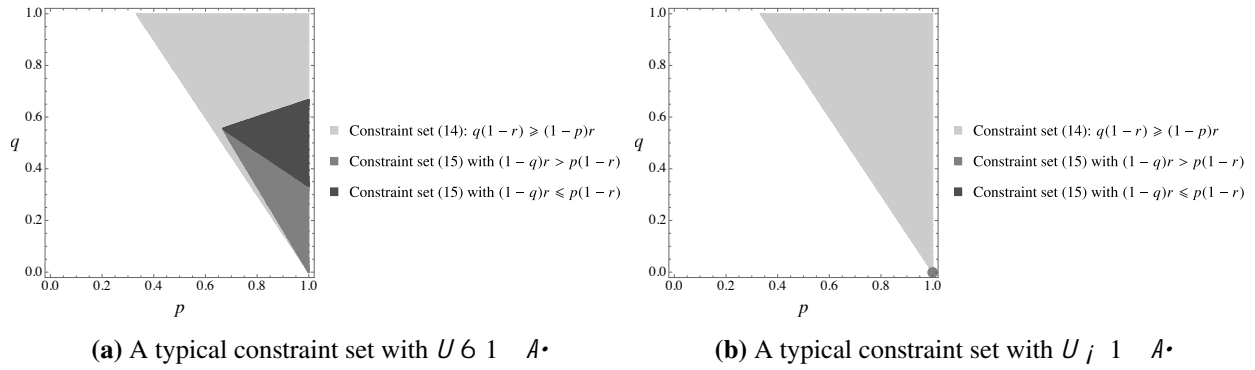 1.0
0.8
0.6
q
0.4
0.2
0.0
0.0 0.2 0.4 0.6 0.8 1.0
p
Constraint set (14): q(1 − r) ⩾ (1 − p)r
Constraint set (15) with (1 − q)r > p(1 − r)
Constraint set (15) with (1 − q)r ⩽ p(1 − r)
(a) A typical constraint set with U 6 1 A•
1.0
0.8
0.6
q
0.4
0.2
0.0
0.0 0.2 0.4 0.6 0.8 1.0
p
Constraint set (14): q(1 − r) ⩾ (1 − p)r
Constraint set (15) with (1 − q)r > p(1 − r)
Constraint set (15) with (1 − q)r ⩽ p(1 − r)
(b) A typical constraint set with U ¡ 1 A•